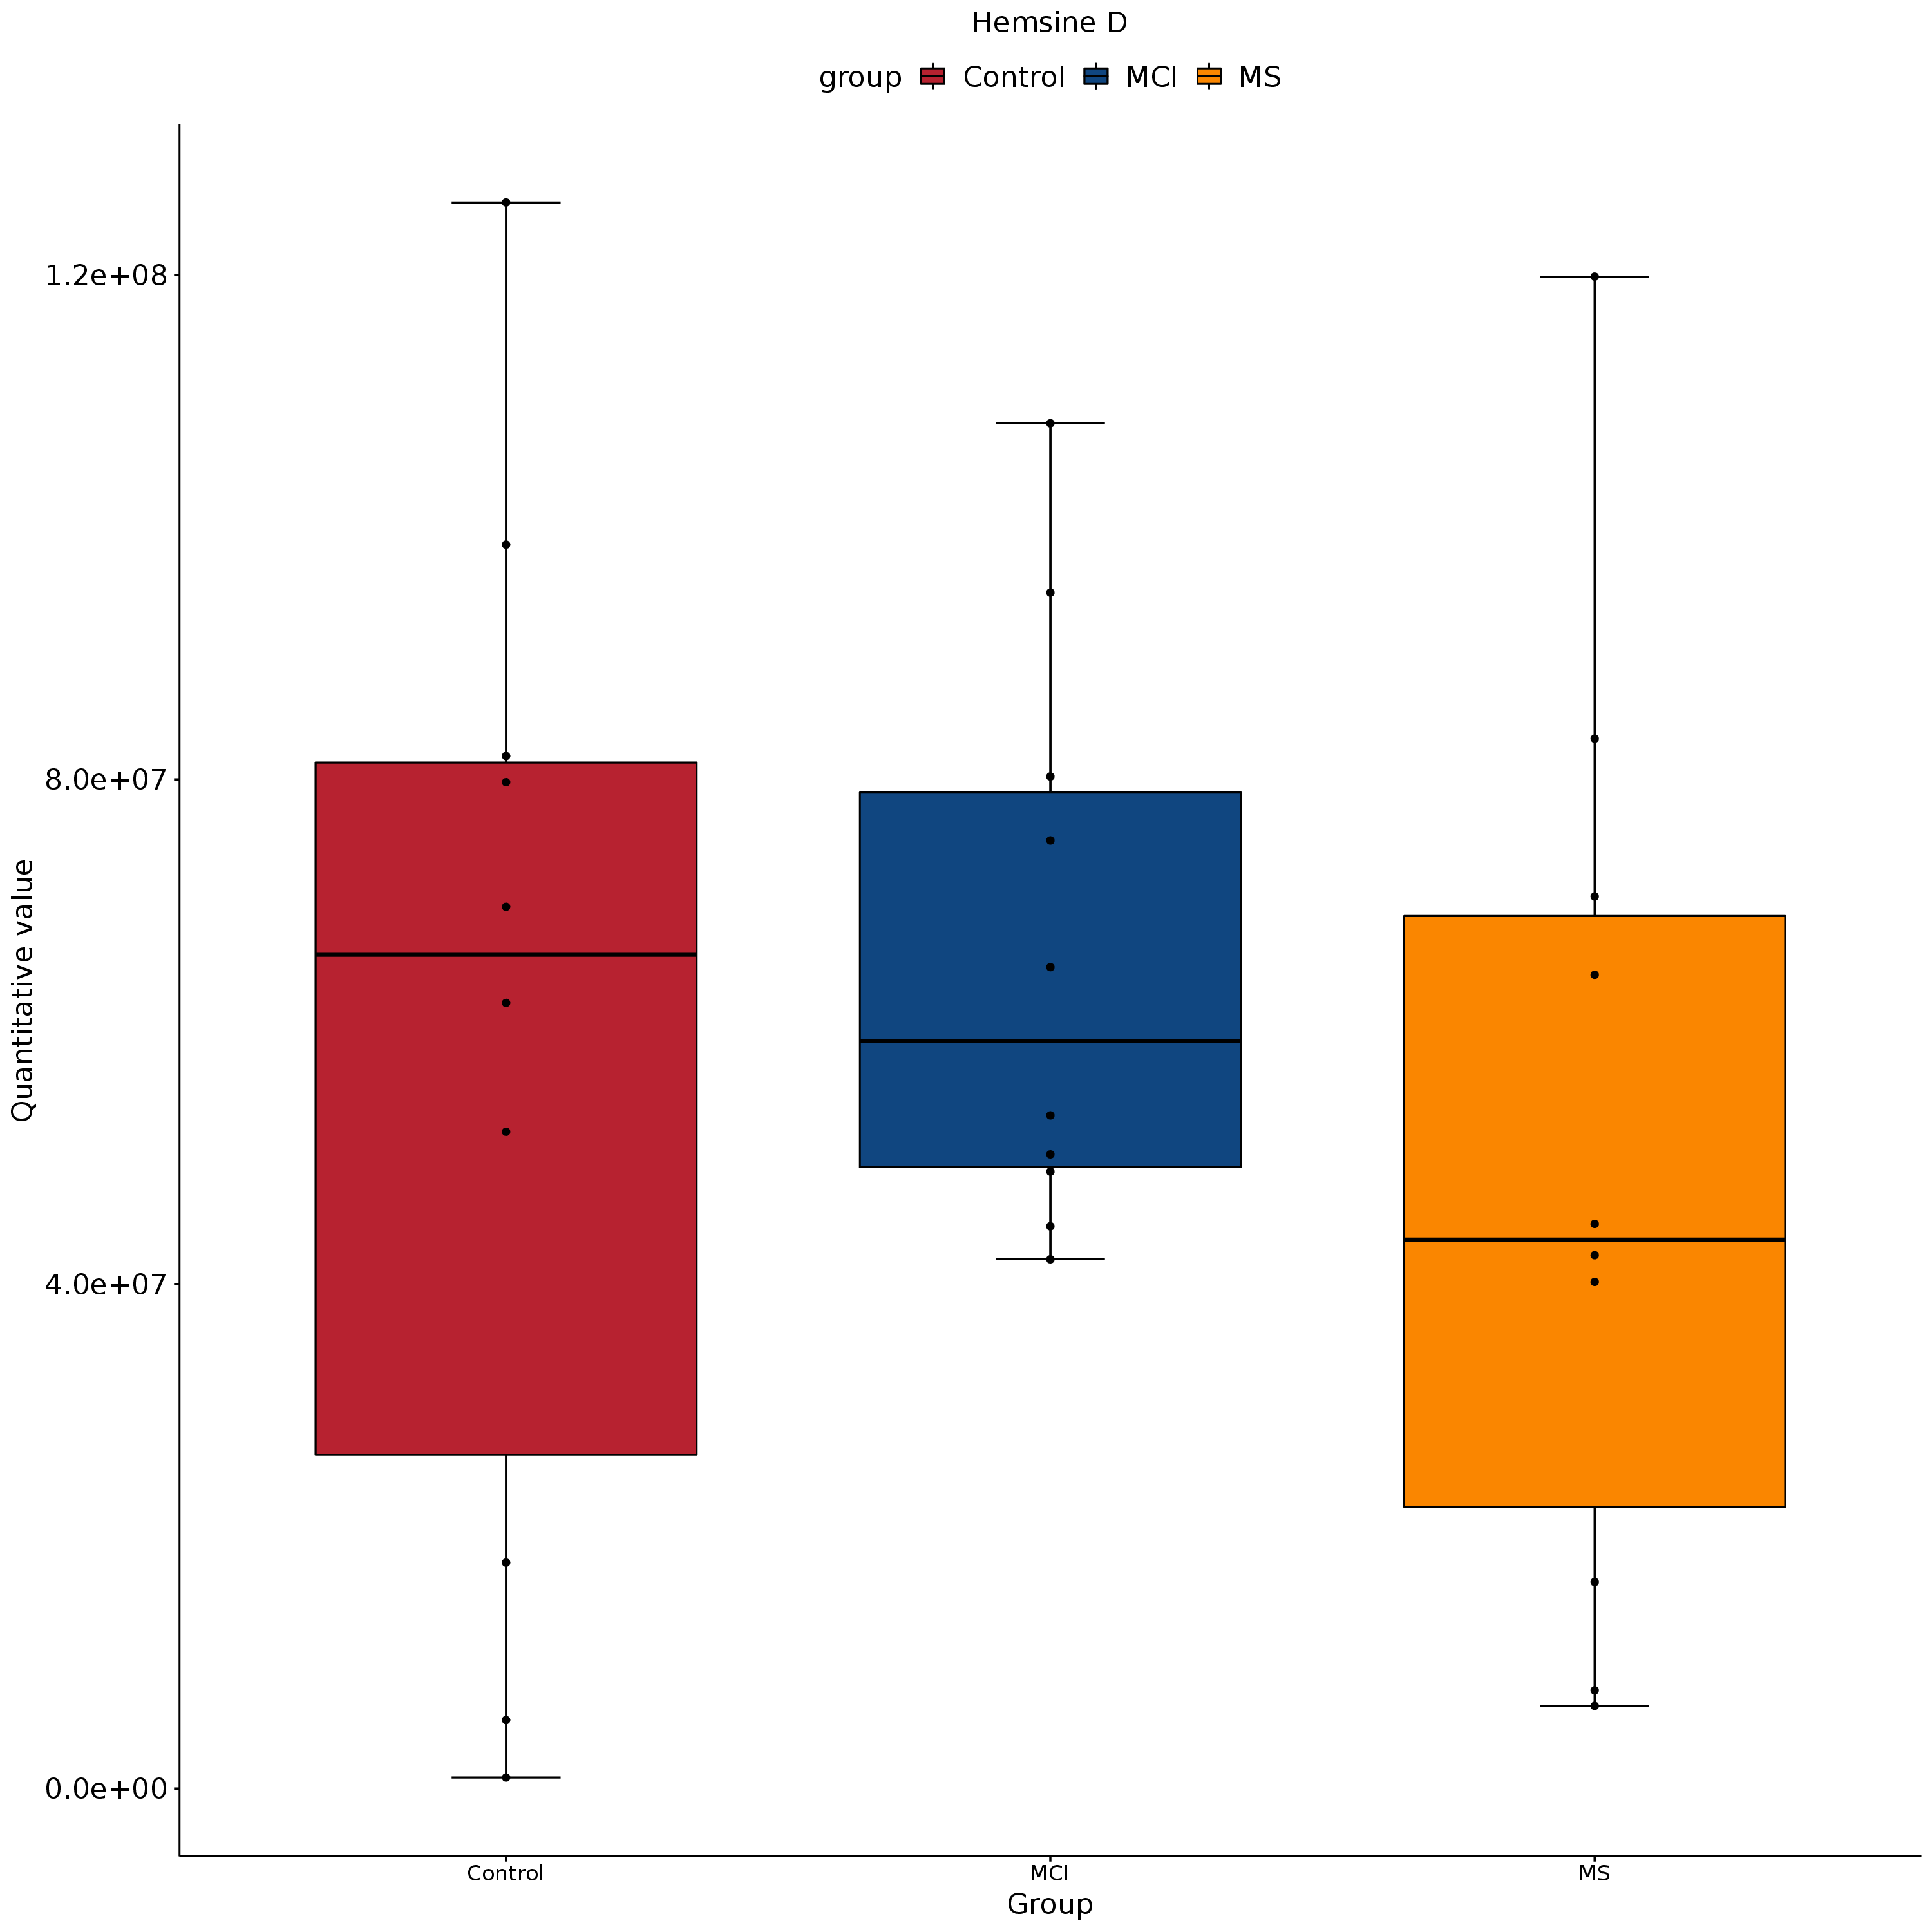 Hemsine D
group Control MCI MS
Quantitative value
1.2e+08
8.0e+07
4.0e+07
0.0e+00
Control MCI MS
Group